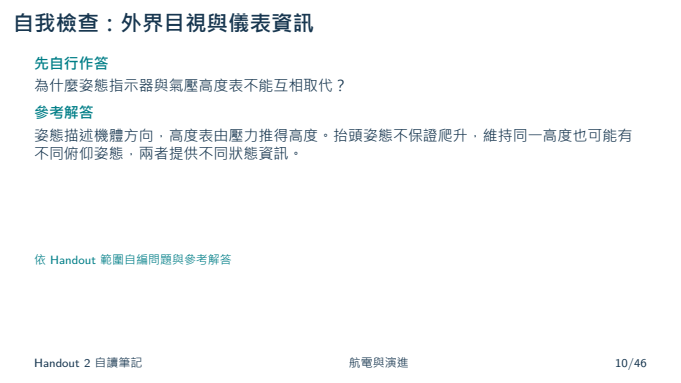 自我檢查：外界目視與儀表資訊
先自行作答
為什麼姿態指示器與氣壓高度表不能互相取代？
參考解答
姿態描述機體方向，高度表由壓力推得高度。抬頭姿態不保證爬升，維持同一高度也可能有
不同俯仰姿態，兩者提供不同狀態資訊。
依 Handout 範圍自編問題與參考解答
Handout 2 自讀筆記
航電與演進
10/46